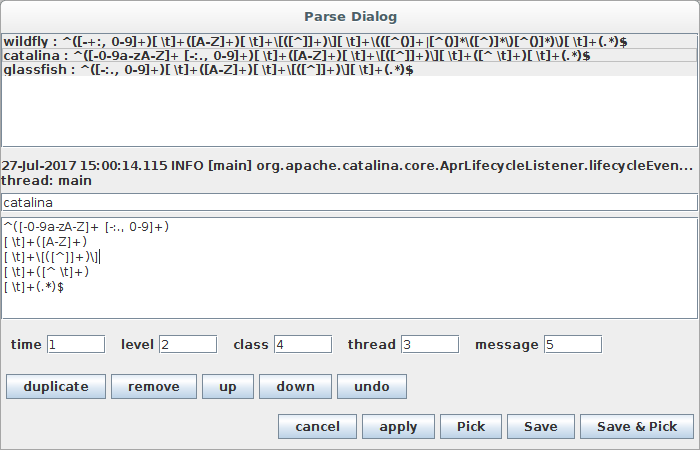 Parse Dialog
wildfly : ^([-+:, 0-9]+)[ \t]+([A-Z]+)[ \t]+\[([^]]+)\][ \t]+\(([^()]+|[^()]*\([^)]*\)[^()]*)\)[ \t]+(.*)$
catalina : ^([-0-9a-zA-Z]+ [-:., 0-9]+)[ \t]+([A-Z]+)[ \t]+\[([^]]+)\][ \t]+([^ \t]+)[ \t]+(.*)$
glassfish : ^([-:., 0-9]+)[ \t]+([A-Z]+)[ \t]+\[([^]]+)\][ \t]+(.*)$
27-Jul-2017 15:00:14.115 INFO [main] org.apache.catalina.core.AprLifecycleListener.lifecycleEven...
thread: main
catalina
^([-0-9a-zA-Z]+ [-:., 0-9]+)
[ \t]+([A-Z]+)
[ \t]+\[([^]]+)\]
[ \t]+([^ \t]+)
[ \t]+(.*)$
time 1 level 2 class 4 thread 3 message 5
duplicate remove up down undo
cancel apply Pick Save Save & Pick